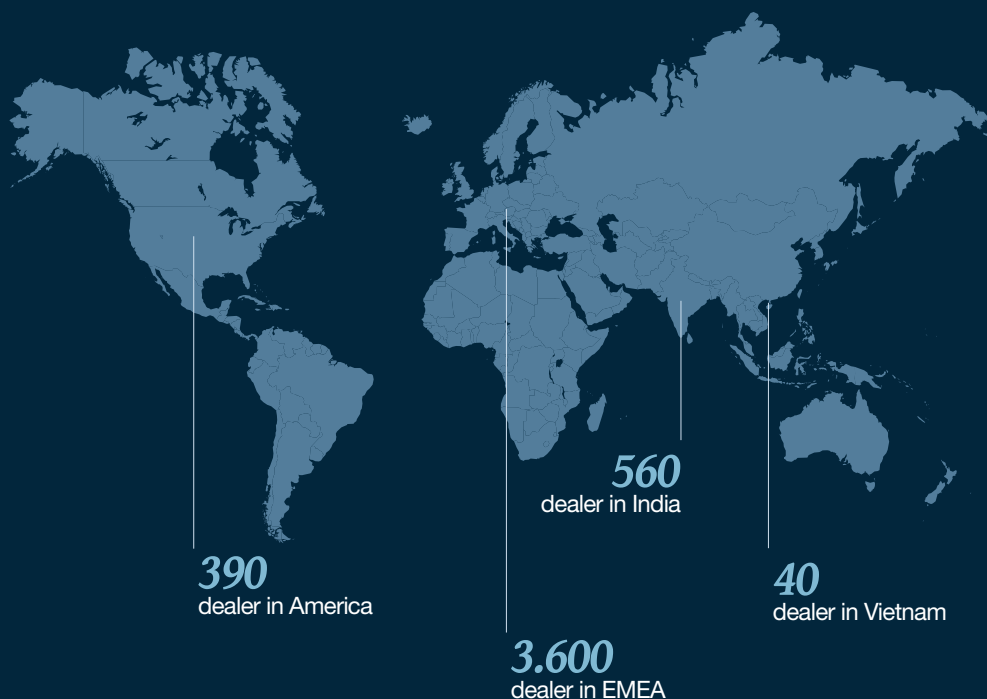 560
dealer in India
390
dealer in America
40
dealer in Vietnam
3.600
dealer in EMEA